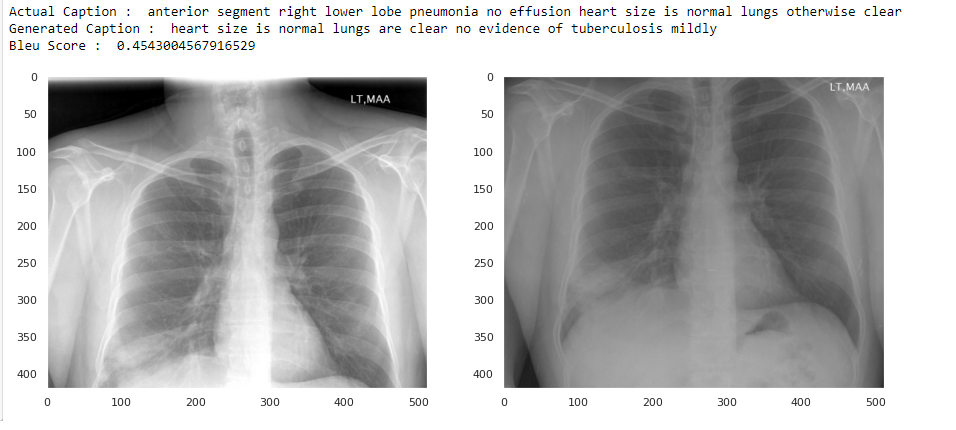 Actual Caption :  anterior segment right lower lobe pneumonia no effusion heart size is normal lungs otherwise clear
Generated Caption :  heart size is normal lungs are clear no evidence of tuberculosis mildly
Bleu Score :  0.4543004567916529
0 0
LT,MAA LT,MAA
50 50
100 100
150 150
200 200
250 250
300 300
350 350
400 400
0 100 200 300 400 500 0 100 200 300 400 500